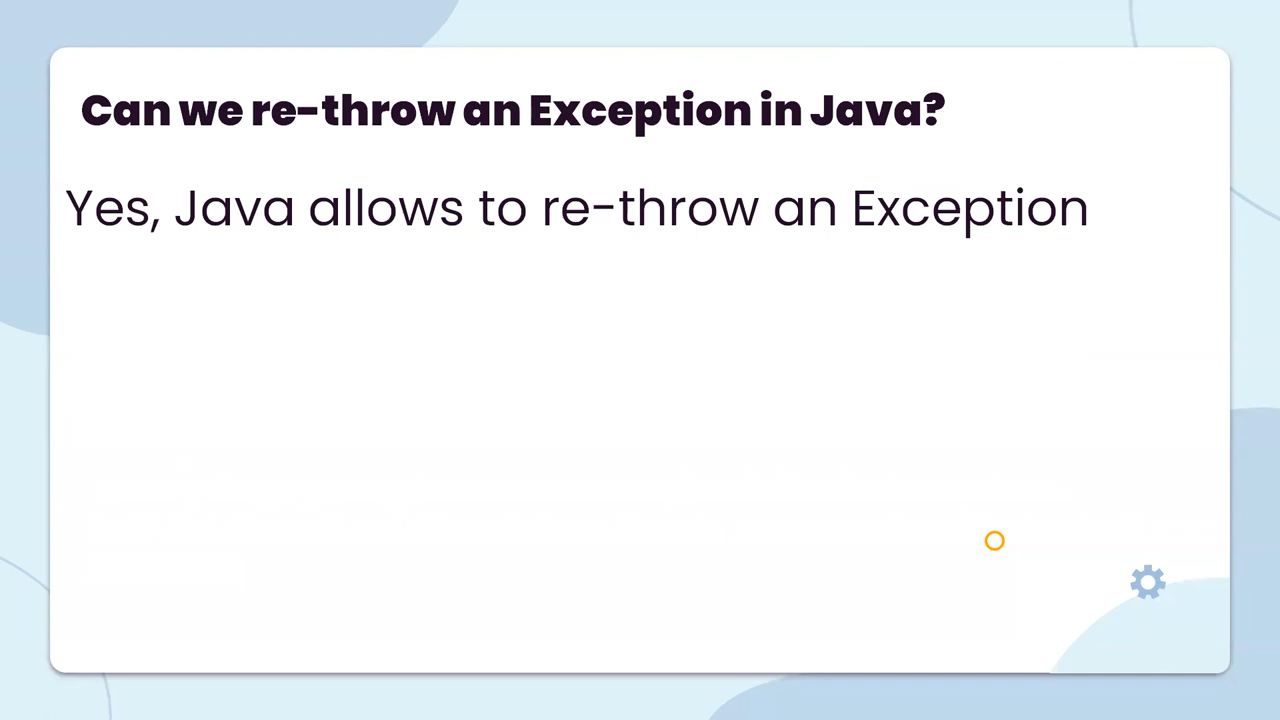 Can we re-throw an Exception in Java?
Yes, Java allows to re-throw an Exception